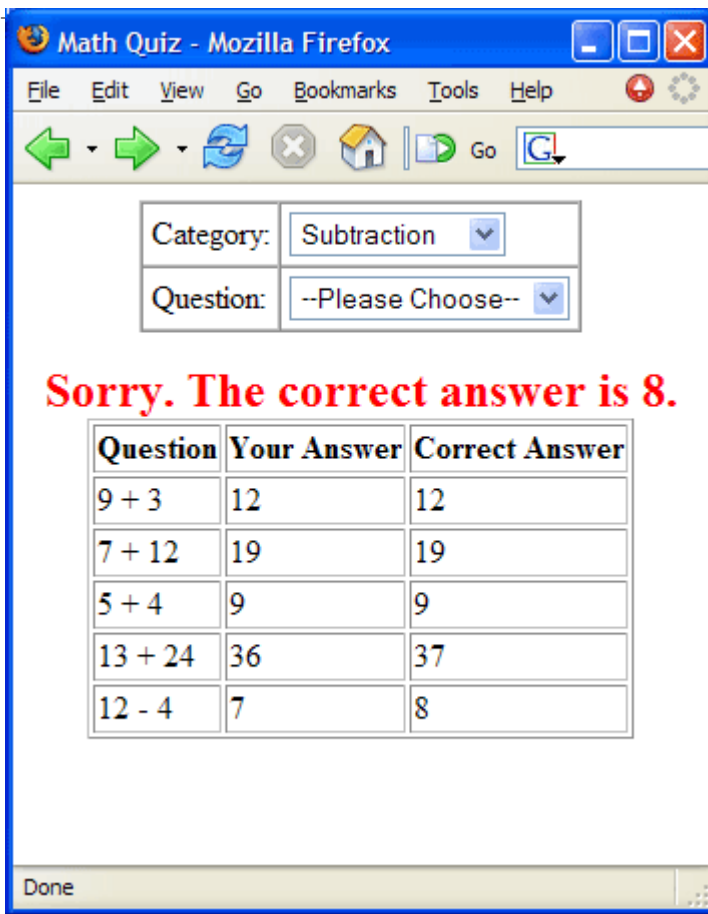 Math Quiz - Mozilla Firefox
File Edit View Go Bookmarks Tools Help
Go G
Category: Subtraction
Question: --Please Choose--
Sorry. The correct answer is 8.
Question Your Answer Correct Answer
9 + 3 12 12
7 + 12 19 19
5 + 4 9 9
13 + 24 36 37
12 - 4 7 8
Done